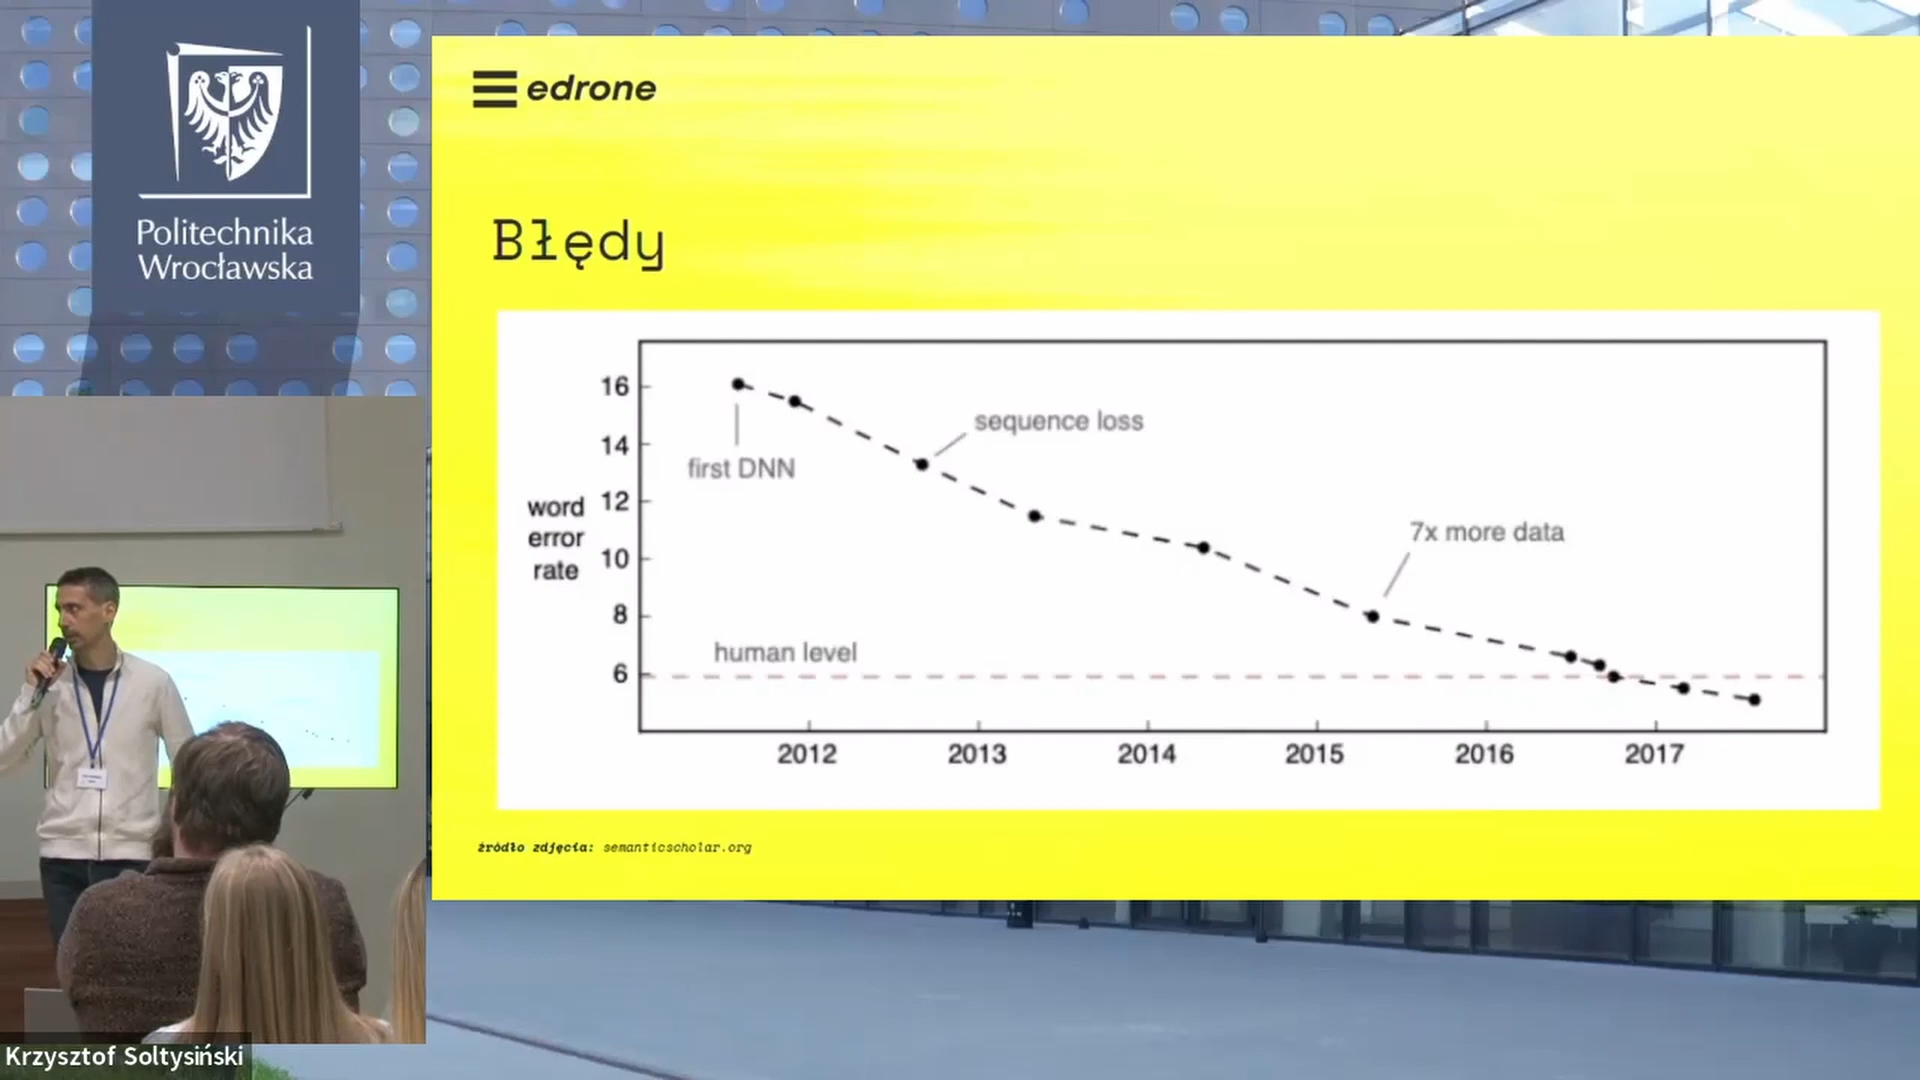 Politechnika
Wrocławska
edrone
Błędy
word
error
rate
16
14
12
10
8
6
first DNN
sequence loss
7x more data
human level
2012
2013
2014
2015
2016
2017
źródło zdjęcia: semanticscholar.org
Krzysztof Soltysiński